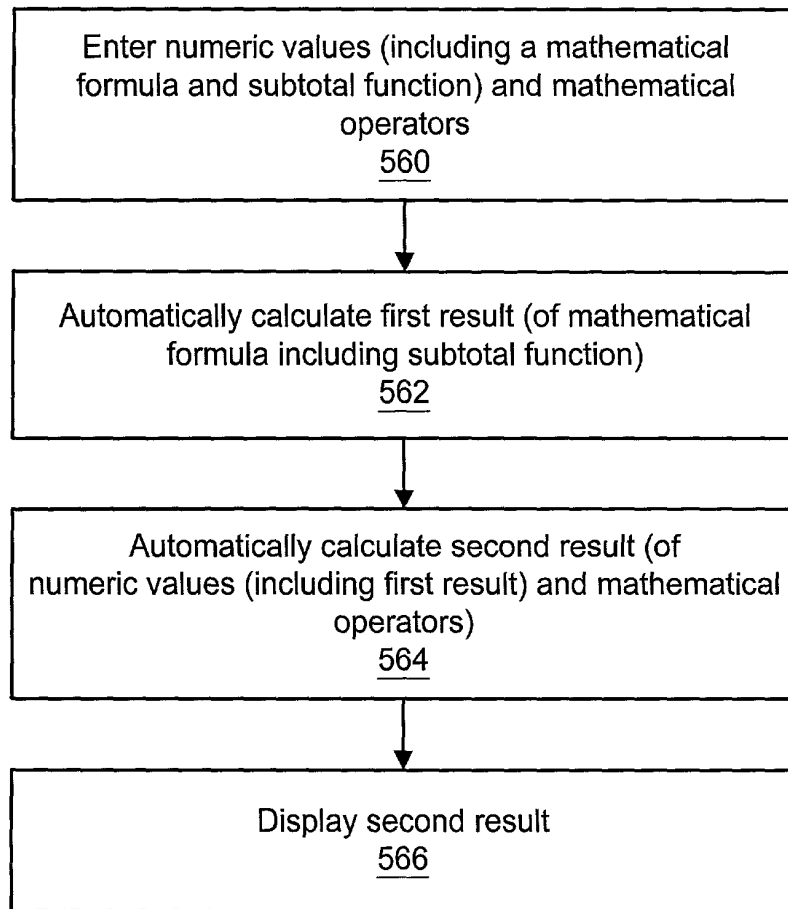 Enter numeric values (including a mathematical
formula and subtotal function) and mathematical
operators
560
Automatically calculate first result (of mathematical
formula including subtotal function)
562
Automatically calculate second result (of
numeric values (including first result) and mathematical
operators)
564
Display second result
566